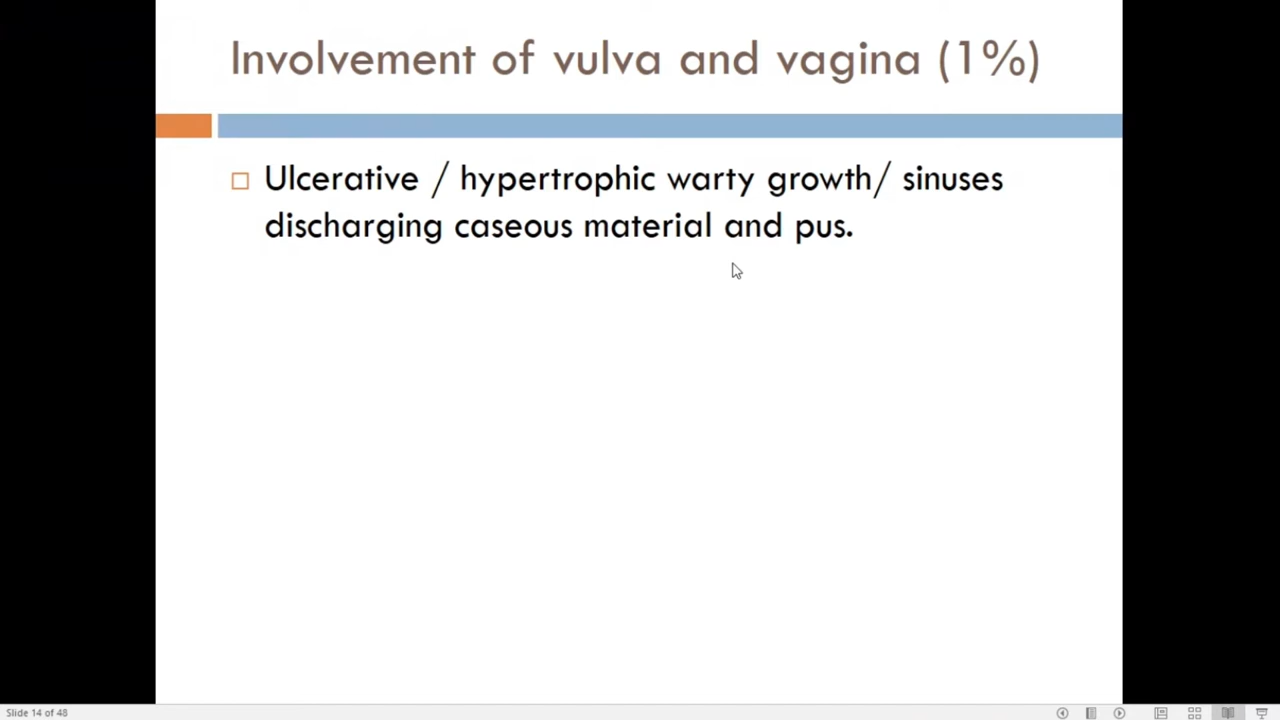 Involvement of vulva and vagina (1%)
Ulcerative / hypertrophic warty growth/ sinuses
discharging caseous material and pus.
Slide 14 of 48